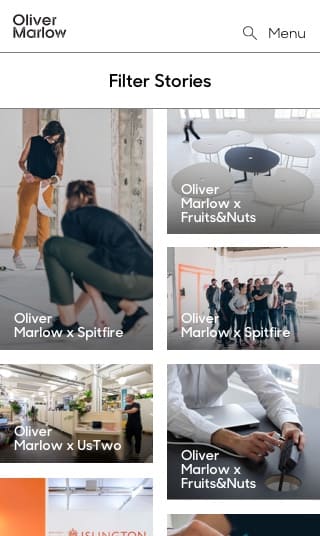 Oliver
Marlow
Menu
Filter Stories
Oliver
Marlow x
Fruits&Nuts
Oliver
Marlow x Spitfire
Oliver
Marlow x Spitfire
Oliver
Marlow x UsTwo
Oliver
Marlow x
Fruits&Nuts
ISLINGTON